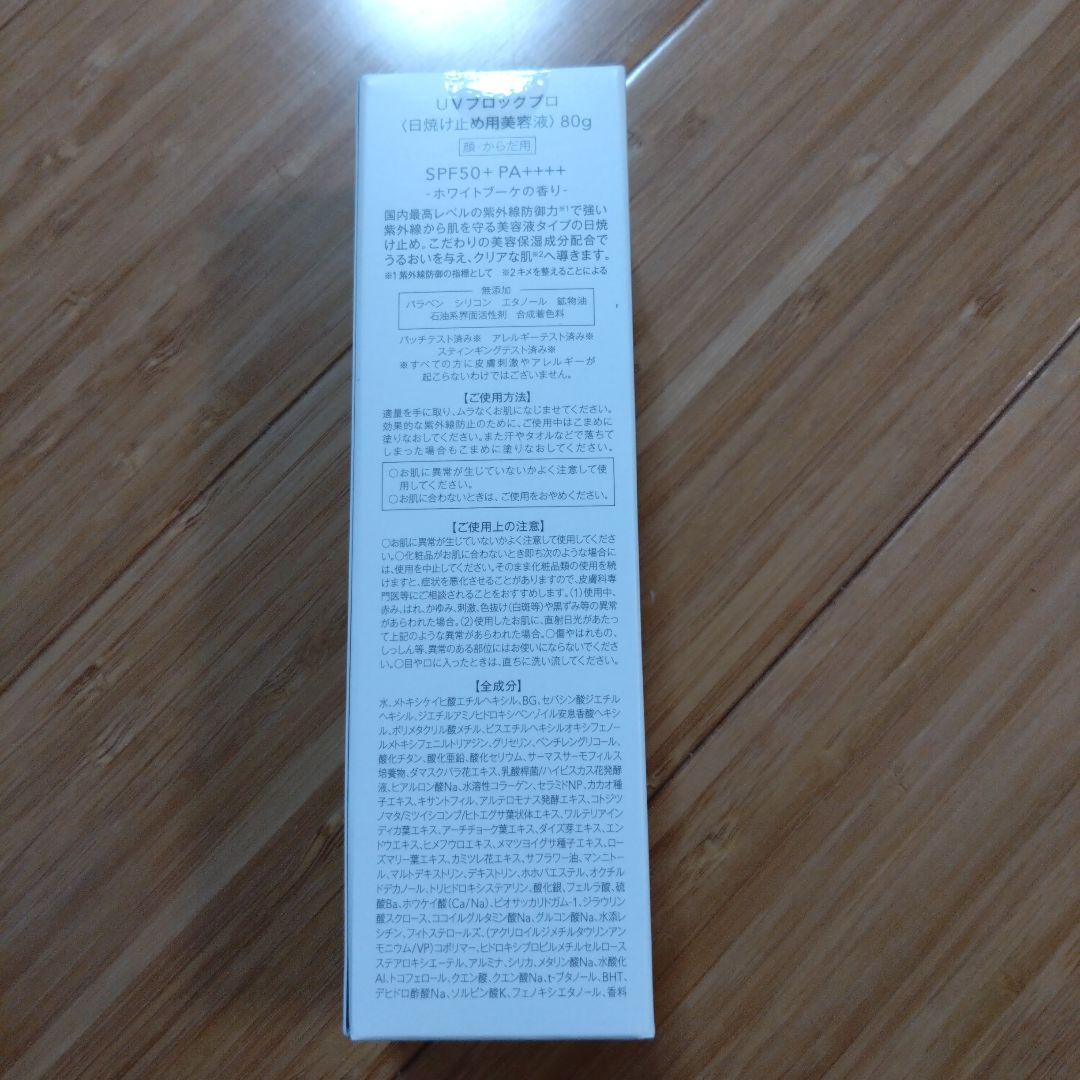 UVブロックプロ
〈日焼け止め用美容液〉80g
顔・からだ用
SPF50+ PA++++
-ホワイトブーケの香り-
国内最高レベルの紫外線防御力※1で強い
紫外線から肌を守る美容液タイプの日焼
け止め。こだわりの美容保湿成分配合で
うるおいを与え、クリアな肌※2へ導きます。
※1 紫外線防御の指標として ※2 キメを整えることによる
無添加
パラベン シリコン エタノール 鉱物油
石油系界面活性剤 合成着色料
パッチテスト済み※ アレルギーテスト済み※
スティンギングテスト済み※
※すべての方に皮膚刺激やアレルギーが
起こらないわけではございません。
【ご使用方法】
適量を手に取り、ムラなくお肌になじませてください。
効果的な紫外線防止のために、ご使用中はこまめに
塗りなおしてください。また汗やタオルなどで落ちて
しまった場合もこまめに塗りなおしてください。
○お肌に異常が生じていないかよく注意して使
用してください。
○お肌に合わないときは、ご使用をおやめください。
【ご使用上の注意】
○お肌に異常が生じていないかよく注意して使用してくださ
い。○化粧品がお肌に合わないとき即ち次のような場合に
は、使用を中止してください。そのまま化粧品類の使用を続
けますと、症状を悪化させることがありますので、皮膚科専
門医等にご相談されることをおすすめします。(1)使用中、
赤み、はれ、かゆみ、刺激、色抜け(白斑等)や黒ずみ等の異常
があらわれた場合。(2)使用したお肌に、直射日光があたっ
て上記のような異常があらわれた場合。○傷やはれもの、
しっしん等、異常のある部位にはお使いにならないでくださ
い。○目や口に入ったときは、直ちに洗い流してください。
【全成分】
水、メトキシケイヒ酸エチルヘキシル、BG、セバシン酸ジエチル
ヘキシル、ジエチルアミノヒドロキシベンゾイル安息香酸ヘキシ
ル、ポリメタクリル酸メチル、ビスエチルヘキシルオキシフェノ
ールメトキシフェニルトリアジン、グリセリン、ペンチレングリコール、
酸化チタン、酸化亜鉛、酸化セリウム、サーマスサーモフィルス
培養物、ダマスクバラ花エキス、乳酸桿菌/ハイビスカス花発酵
液、ヒアルロン酸Na、水溶性コラーゲン、セラミドNP、カカオ種
子エキス、キサントフィル、アルテロモナス発酵エキス、コトジツ
ノマタ/ミツイシコンブ/ヒトエグサ葉状体エキス、ワルテリアイン
ディカ葉エキス、アーチチョーク葉エキス、ダイズ芽エキス、エン
ドウエキス、ヒメフウロエキス、メマツヨイグサ種子エキス、ロー
ズマリー葉エキス、カミツレ花エキス、サフラワー油、マンニトー
ル、マルトデキストリン、デキストリン、ホホバエステル、オクチル
ドデカノール、トリヒドロキシステアリン、酸化銀、フェルラ酸、硫
酸Ba、ホウケイ酸(Ca/Na)、ビオサッカリドガム-1、ジラウリン
酸スクロース、ココイルグルタミン酸Na、グルコン酸Na、水添レ
シチン、フィトステロールズ、(アクリロイルジメチルタウリンアン
モニウム/VP)コポリマー、ヒドロキシプロピルメチルセルロース
ステアロキシエーテル、アルミナ、シリカ、メタリン酸Na、水酸化
Al、トコフェロール、クエン酸、クエン酸Na、t-ブタノール、BHT、
デヒドロ酢酸Na、ソルビン酸K、フェノキシエタノール、香料